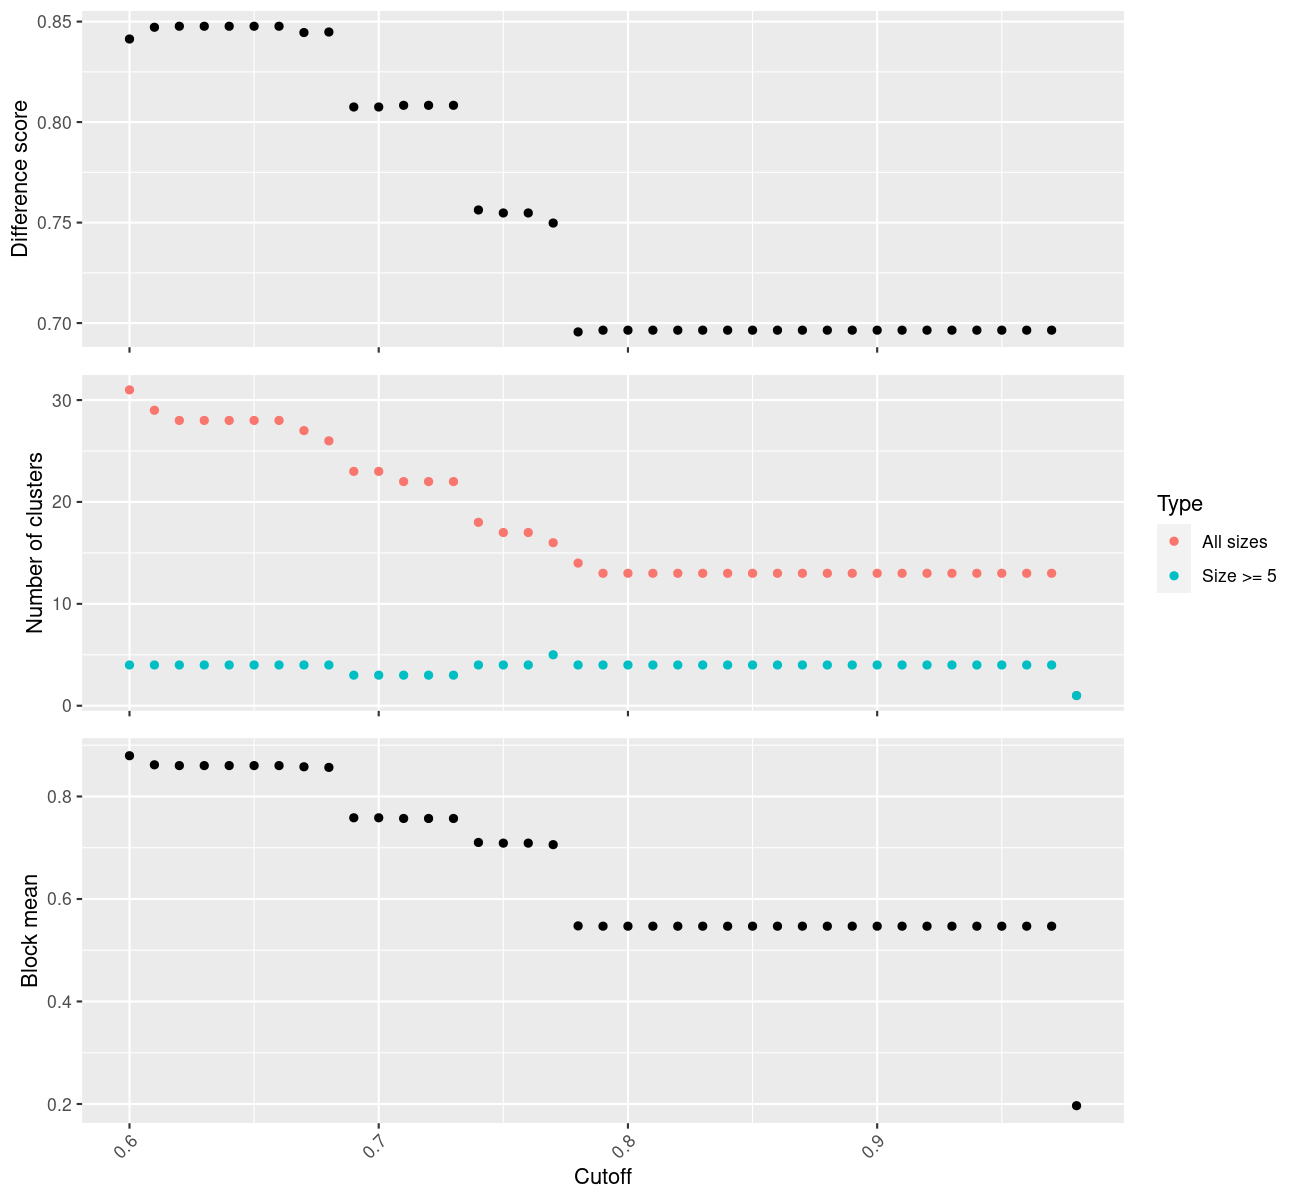 Difference score
0.85
0.80
0.75
0.70
Number of clusters
30
20
10
0
Type
All sizes
Size >= 5
Block mean
0.8
0.6
0.4
0.2
0.6 0.7 0.8 0.9
Cutoff